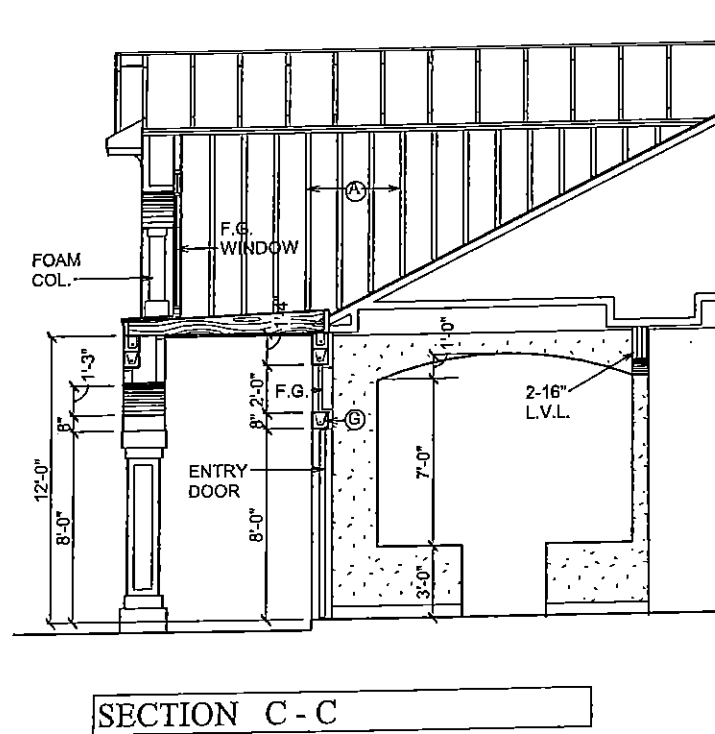 A
F.G.
WINDOW
FOAM
COL.
1'-3"
8"
12'-0"
8'-0"
2'-0"
F.G.
8"
G
ENTRY
DOOR
8'-0"
1'-0"
2-16"
L.V.L.
7'-0"
3'-0"
SECTION C - C